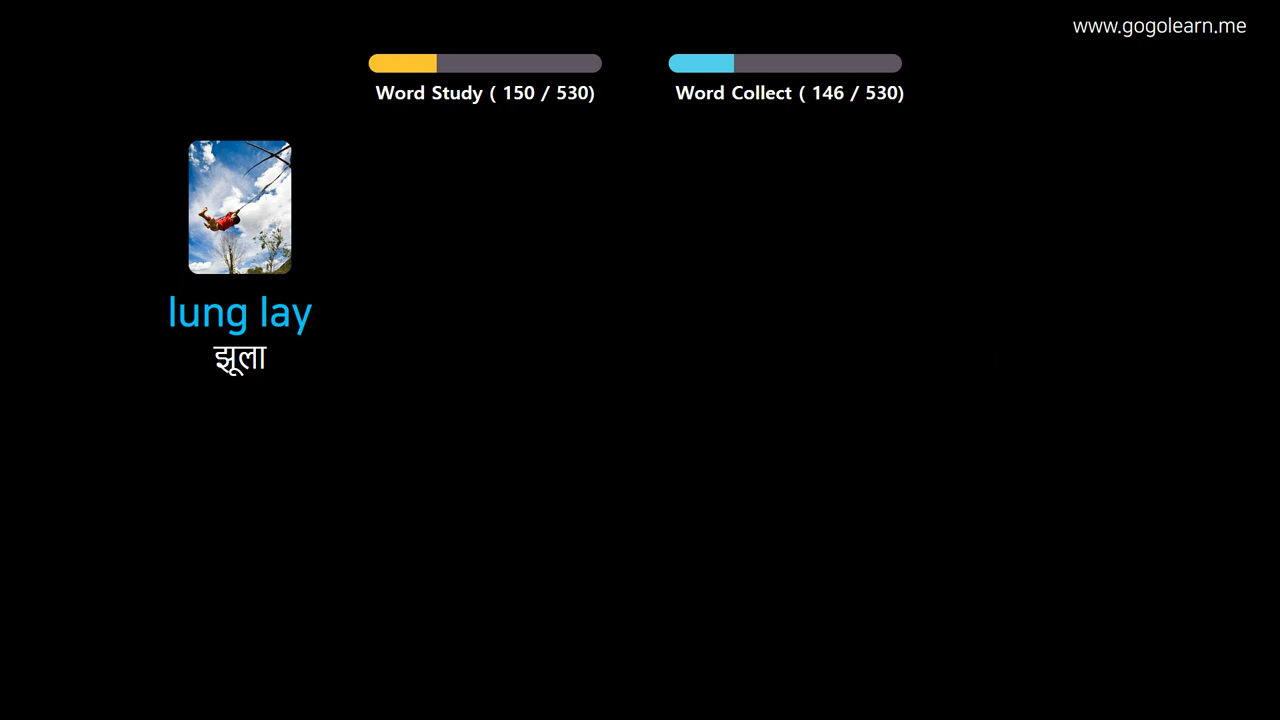 www.gogolearn.me
Word Study ( 150 / 530)
Word Collect ( 146 / 530)
lung lay
झूला